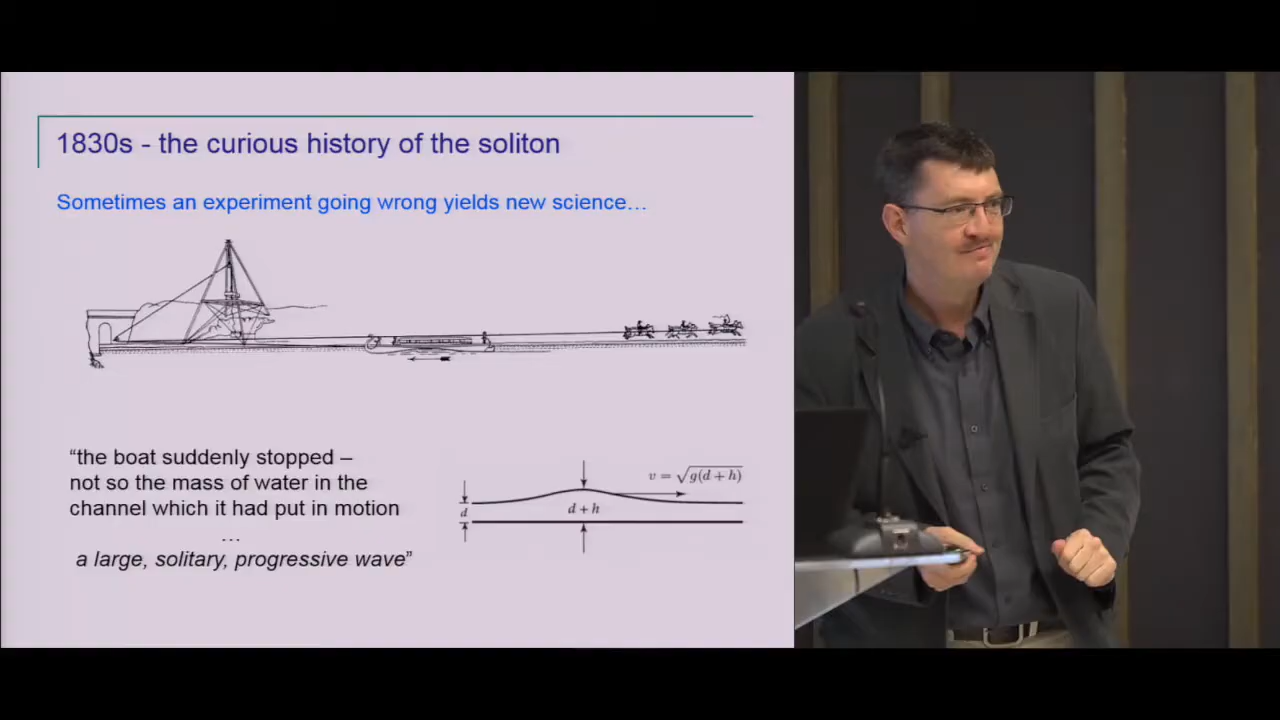 1830s - the curious history of the soliton
Sometimes an experiment going wrong yields new science…
“the boat suddenly stopped –
not so the mass of water in the
channel which it had put in motion
…
a large, solitary, progressive wave”
v = √g(d + h)
d
d + h